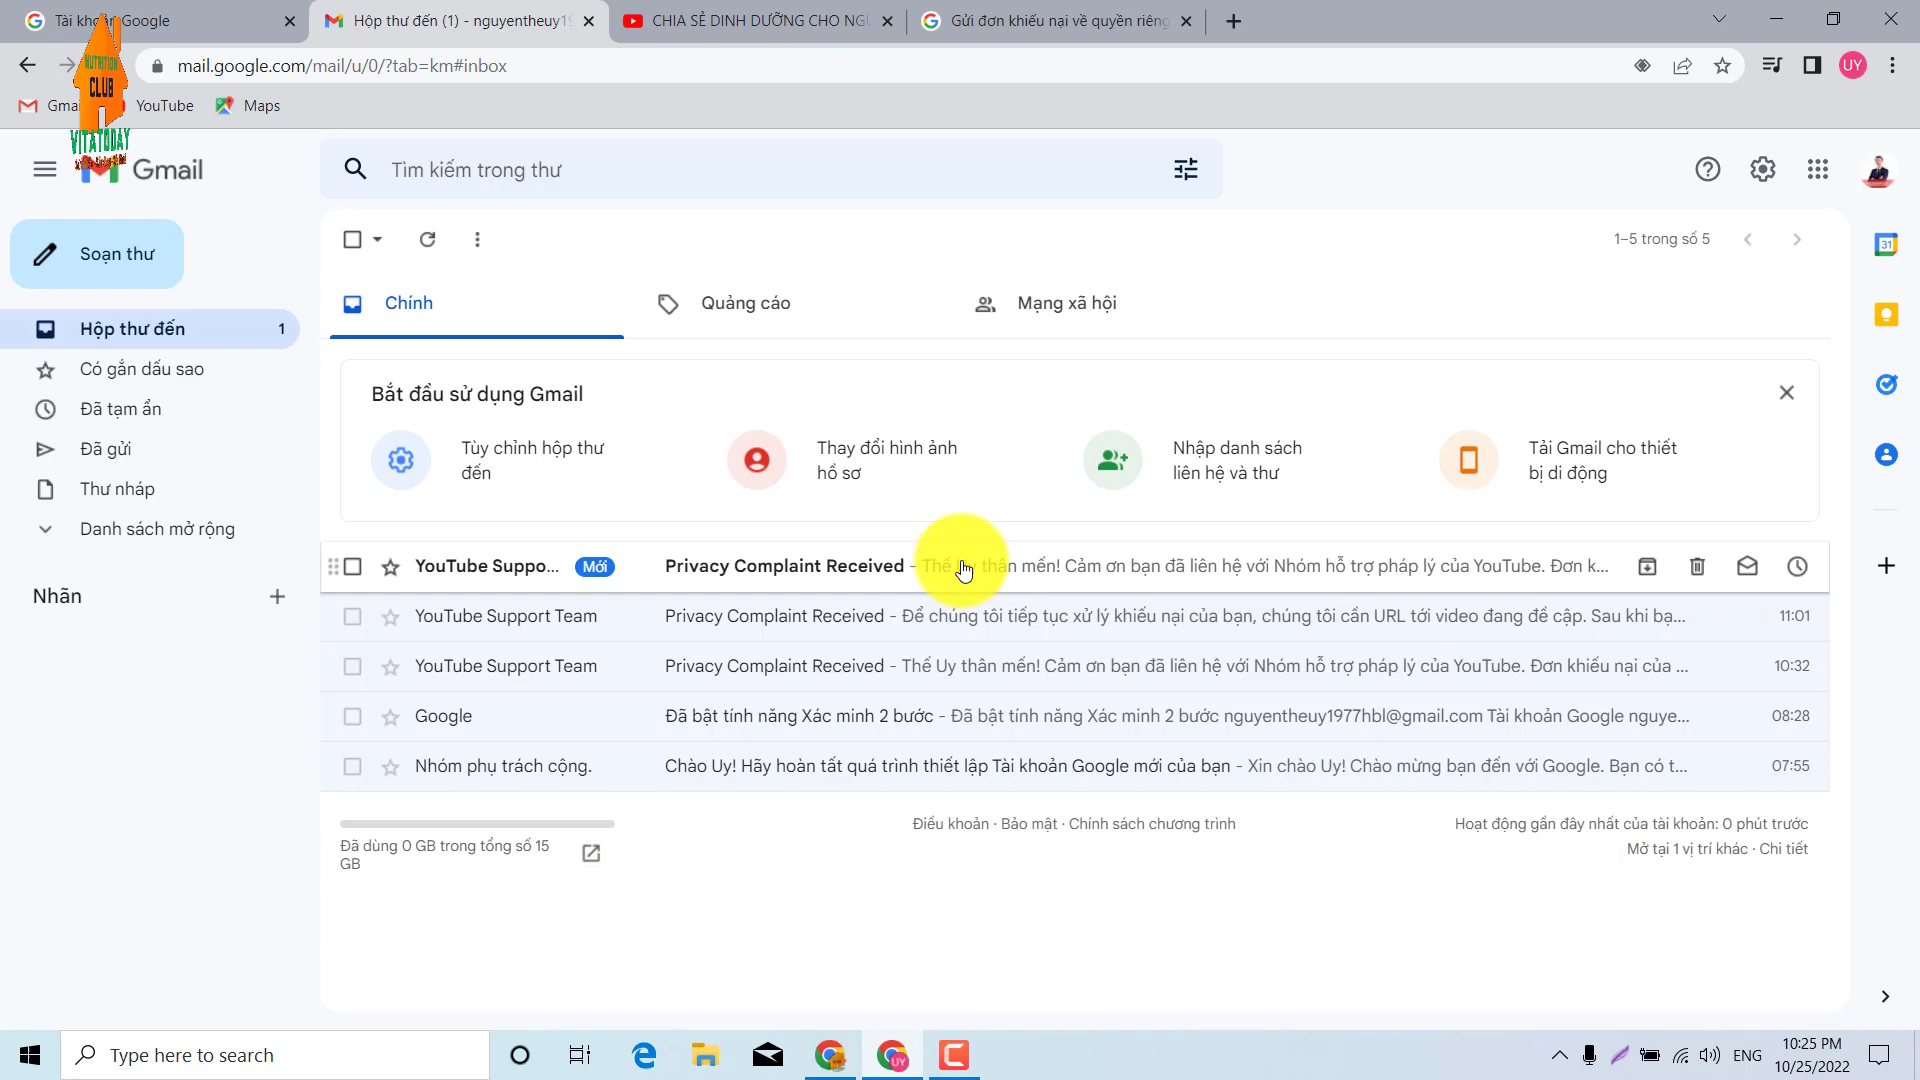 Tài khoản Google
Hộp thư đến (1) - nguyentheuy19
CHIA SẺ DINH DƯỠNG CHO NGƯ
Gửi đơn khiếu nại về quyền riêng
mail.google.com/mail/u/0/?tab=km#inbox
UY
Gmai
YouTube
Maps
NUTRITION
CLUB
VITATODAY
Gmail
Tìm kiếm trong thư
Soạn thư
1–5 trong số 5
Chính
Quảng cáo
Mạng xã hội
Hộp thư đến
1
Có gắn dấu sao
Đã tạm ẩn
Đã gửi
Thư nháp
Danh sách mở rộng
Nhãn
Bắt đầu sử dụng Gmail
Tùy chỉnh hộp thư
đến
Thay đổi hình ảnh
hồ sơ
Nhập danh sách
liên hệ và thư
Tải Gmail cho thiết
bị di động
YouTube Suppo... Mới Privacy Complaint Received - Thế Uy thân mến! Cảm ơn bạn đã liên hệ với Nhóm hỗ trợ pháp lý của YouTube. Đơn k...
YouTube Support Team Privacy Complaint Received - Để chúng tôi tiếp tục xử lý khiếu nại của bạn, chúng tôi cần URL tới video đang đề cập. Sau khi bạ... 11:01
YouTube Support Team Privacy Complaint Received - Thế Uy thân mến! Cảm ơn bạn đã liên hệ với Nhóm hỗ trợ pháp lý của YouTube. Đơn khiếu nại của ... 10:32
Google Đã bật tính năng Xác minh 2 bước - Đã bật tính năng Xác minh 2 bước nguyentheuy1977hbl@gmail.com Tài khoản Google nguye... 08:28
Nhóm phụ trách cộng. Chào Uy! Hãy hoàn tất quá trình thiết lập Tài khoản Google mới của bạn - Xin chào Uy! Chào mừng bạn đến với Google. Bạn có t... 07:55
Đã dùng 0 GB trong tổng số 15
GB
Điều khoản · Bảo mật · Chính sách chương trình
Hoạt động gần đây nhất của tài khoản: 0 phút trước
Mở tại 1 vị trí khác · Chi tiết
31
Type here to search
UY
ENG
10:25 PM
10/25/2022